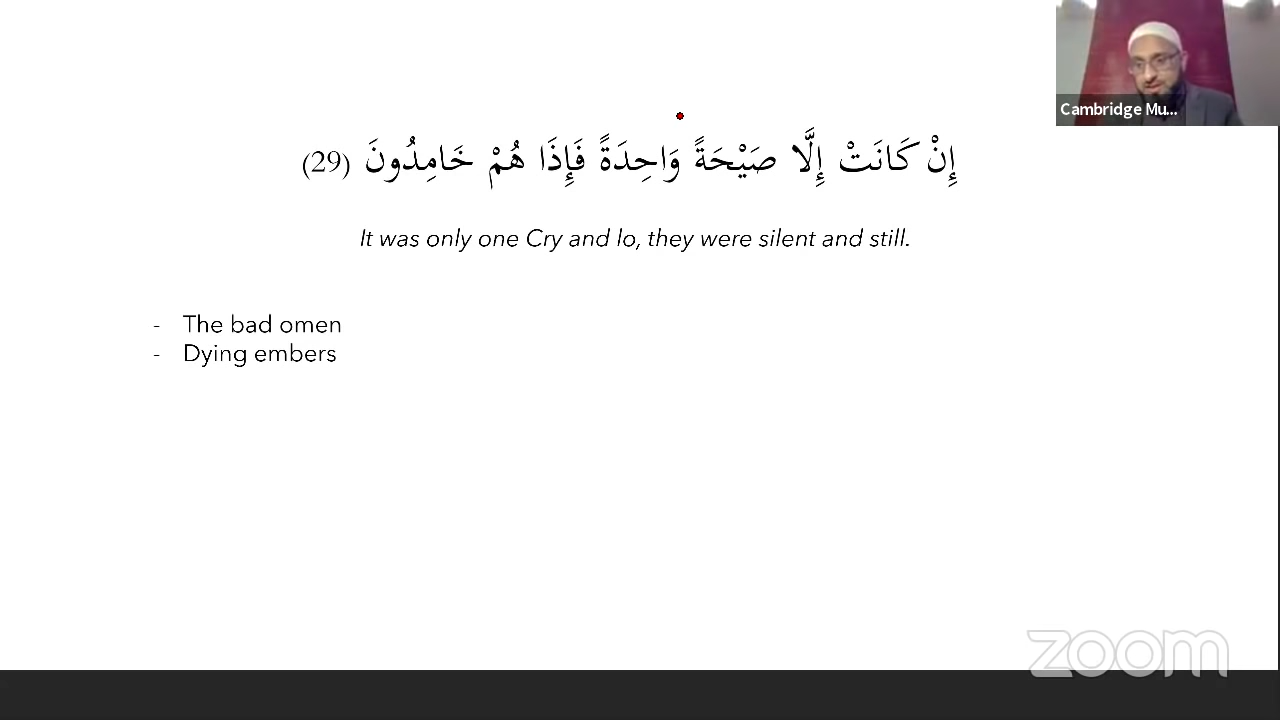 Cambridge Mu...
إِنْ كَانَتْ إِلَّا صَيْحَةً وَاحِدَةً فَإِذَا هُمْ خَامِدُونَ (29)
It was only one Cry and lo, they were silent and still.
- The bad omen
- Dying embers
zoom